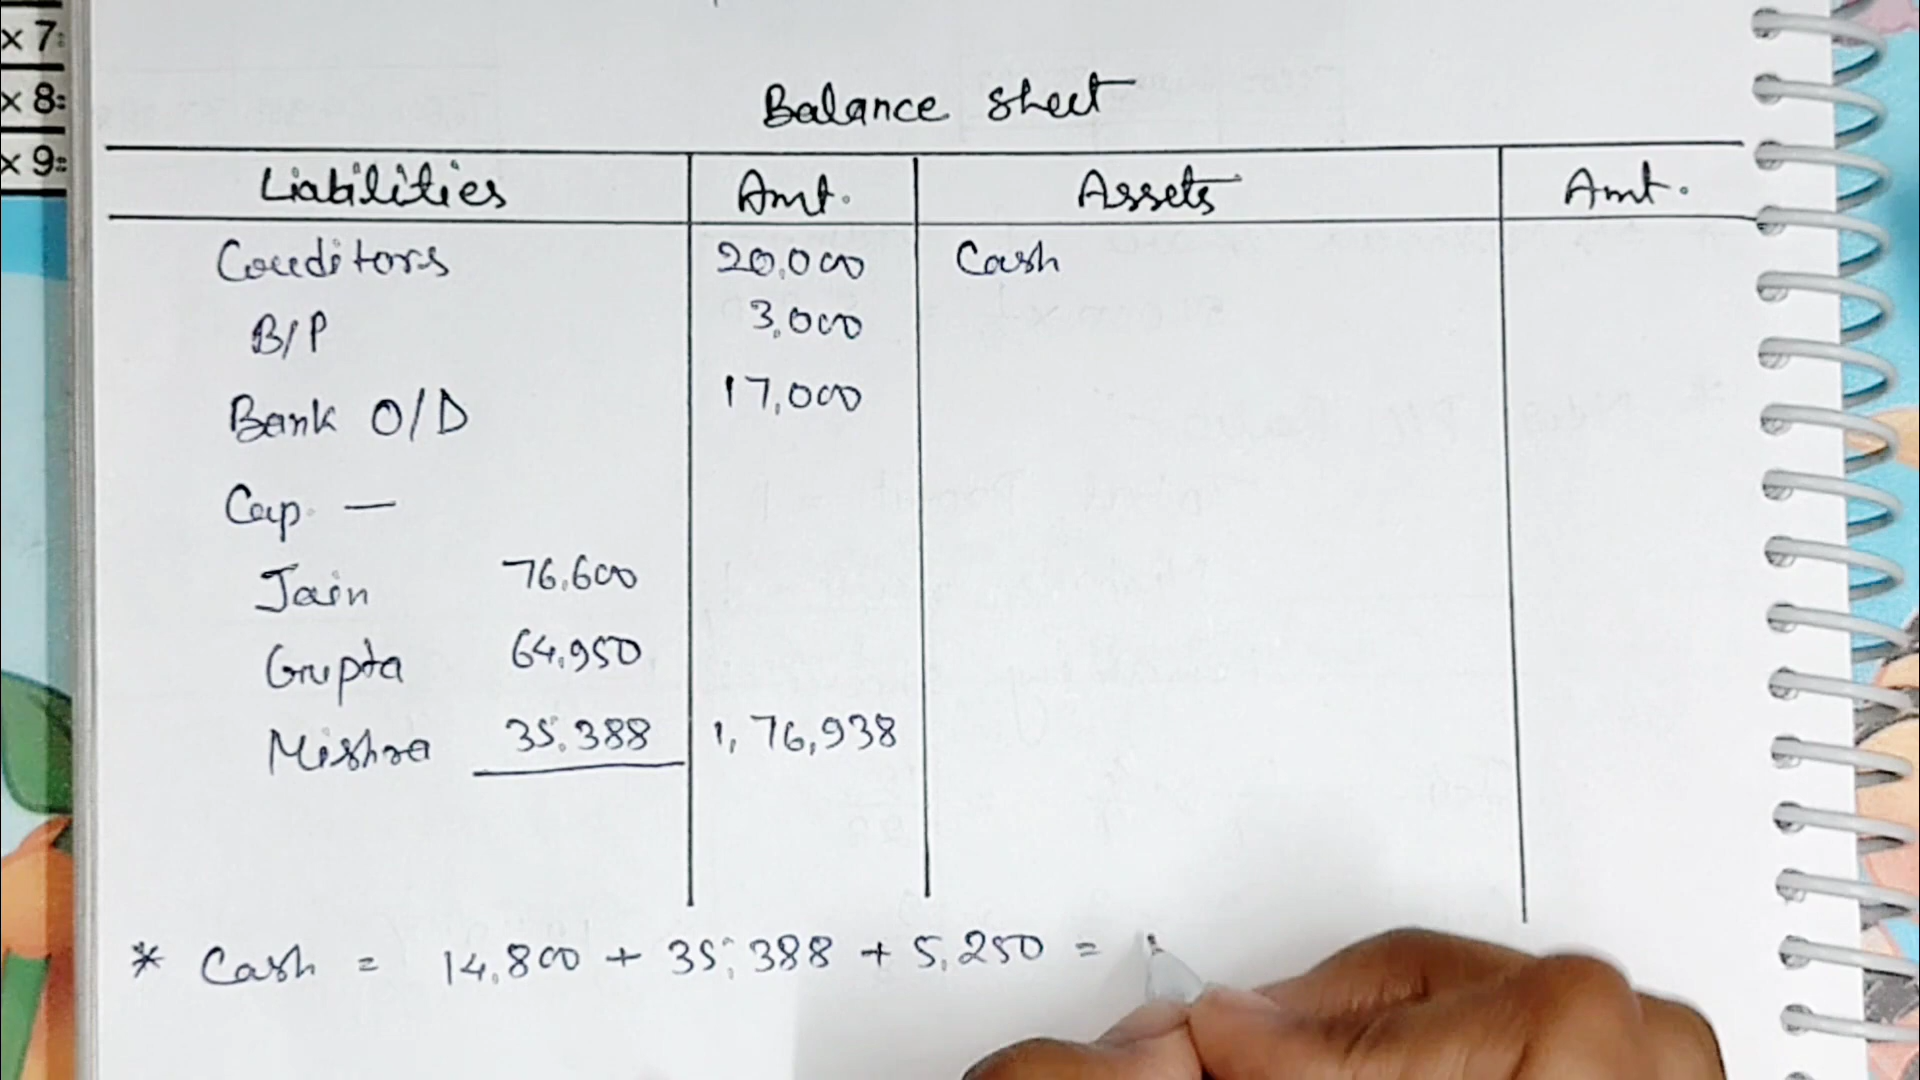 x 7=
x 8=
x 9=
Balance Sheet
Liabilities Amt. Assets Amt.
Creditors 20,000 Cash
B/P 3,000
Bank O/D 17,000
Cap. —
Jain 76,600
Gupta 64,950
Mishra 35,388 1,76,938
* Cash = 14,800 + 35,388 + 5,250 =